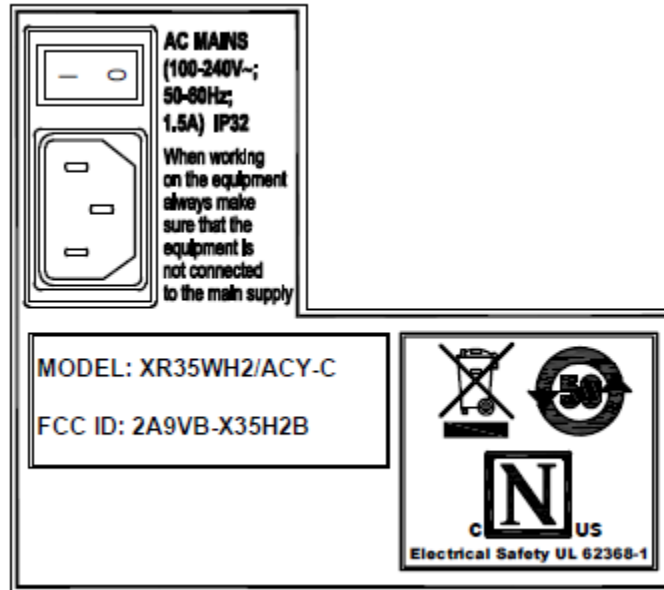 AC MAINS
(100-240V~;
50-60Hz;
1.5A) IP32
When working
on the equipment
always make
sure that the
equipment is
not connected
to the main supply
— O
MODEL: XR35WH2/ACY-C
FCC ID: 2A9VB-X35H2B
50
N
C US
Electrical Safety UL 62368-1